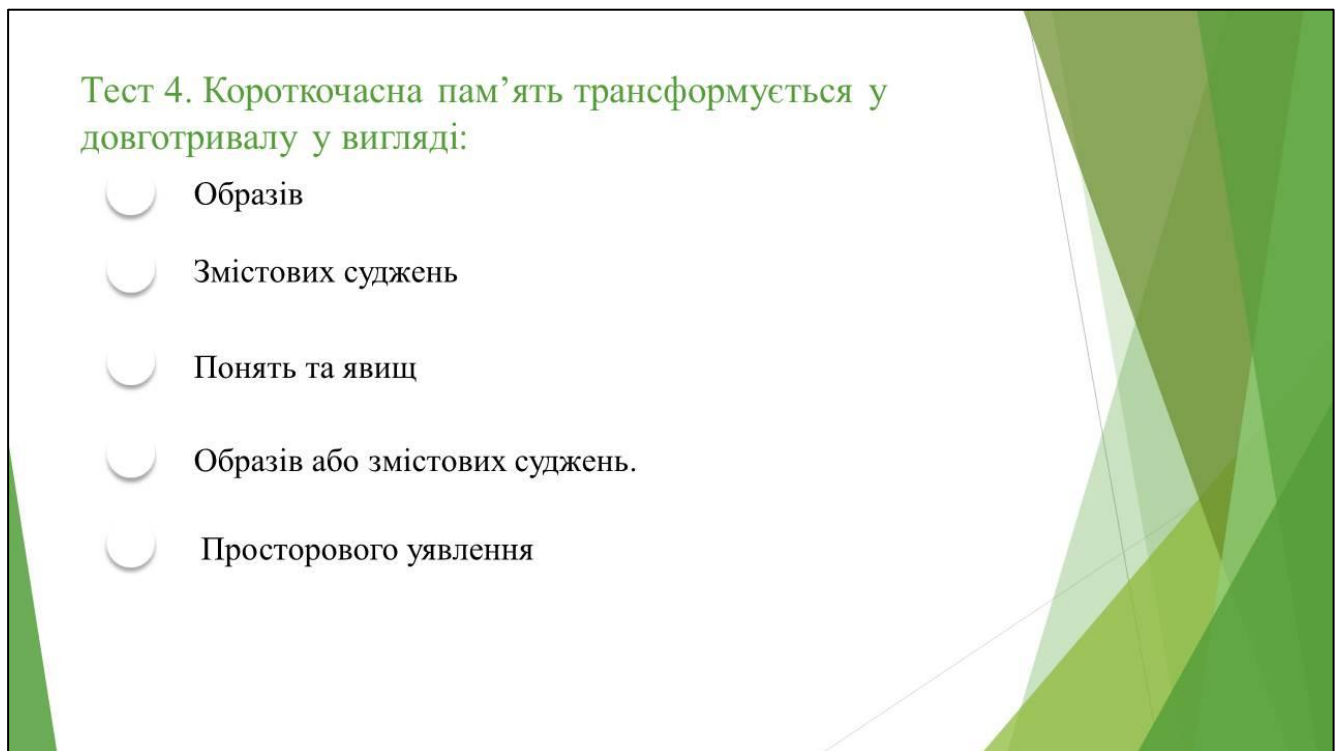 Тест 4. Короткочасна пам’ять трансформується у
довготривалу у вигляді:
Образів
Змістових суджень
Понять та явищ
Образів або змістових суджень.
Просторового уявлення